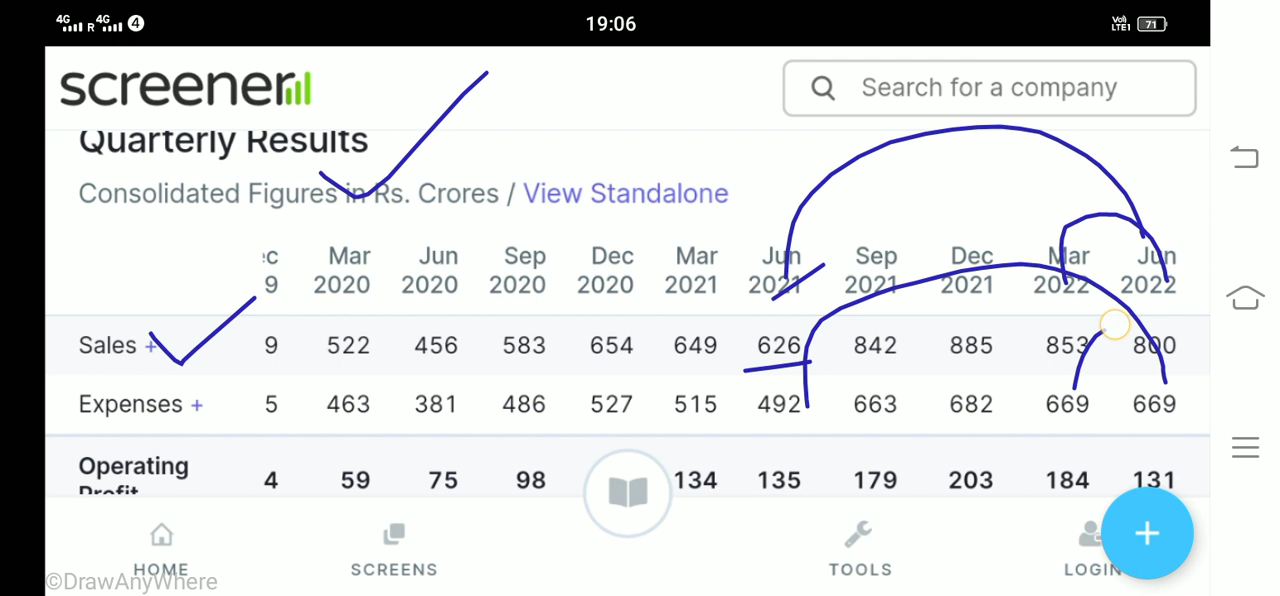 4G R 4G 4 19:06 Vo) LTE1 71
screener Search for a company
Quarterly Results
Consolidated Figures in Rs. Crores / View Standalone
Mar Jun Sep Dec Mar Jun Sep Dec Mar Jun
9 2020 2020 2020 2020 2021 2021 2021 2021 2022 2022
Sales + 9 522 456 583 654 649 626 842 885 853 800
Expenses + 5 463 381 486 527 515 492 663 682 669 669
Operating
Profit 4 59 75 98 134 135 179 203 184 131
+
HOME SCREENS TOOLS LOGIN
©DrawAnyWhere